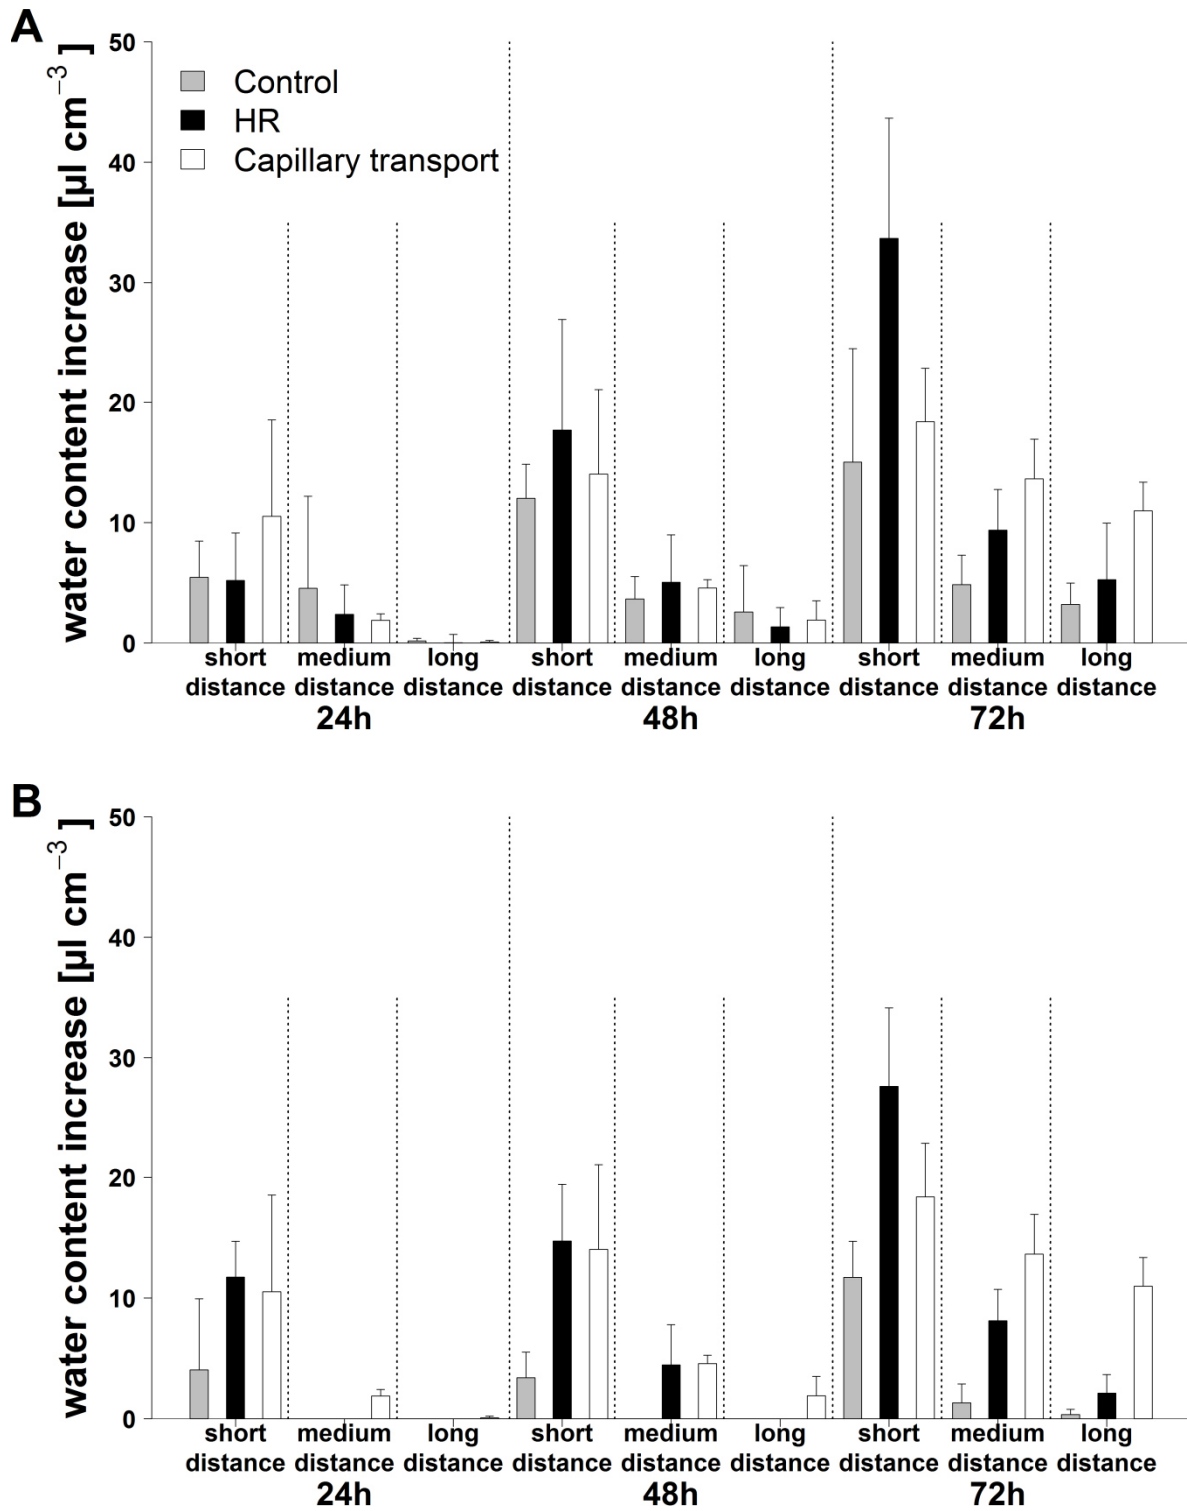 A
water content increase [µl cm⁻³ ]
50
40
30
20
10
0
Control
HR
Capillary transport
short distance
medium distance
long distance
short distance
medium distance
long distance
short distance
medium distance
long distance
24h
48h
72h
B
water content increase [µl cm⁻³ ]
50
40
30
20
10
0
short distance
medium distance
long distance
short distance
medium distance
long distance
short distance
medium distance
long distance
24h
48h
72h